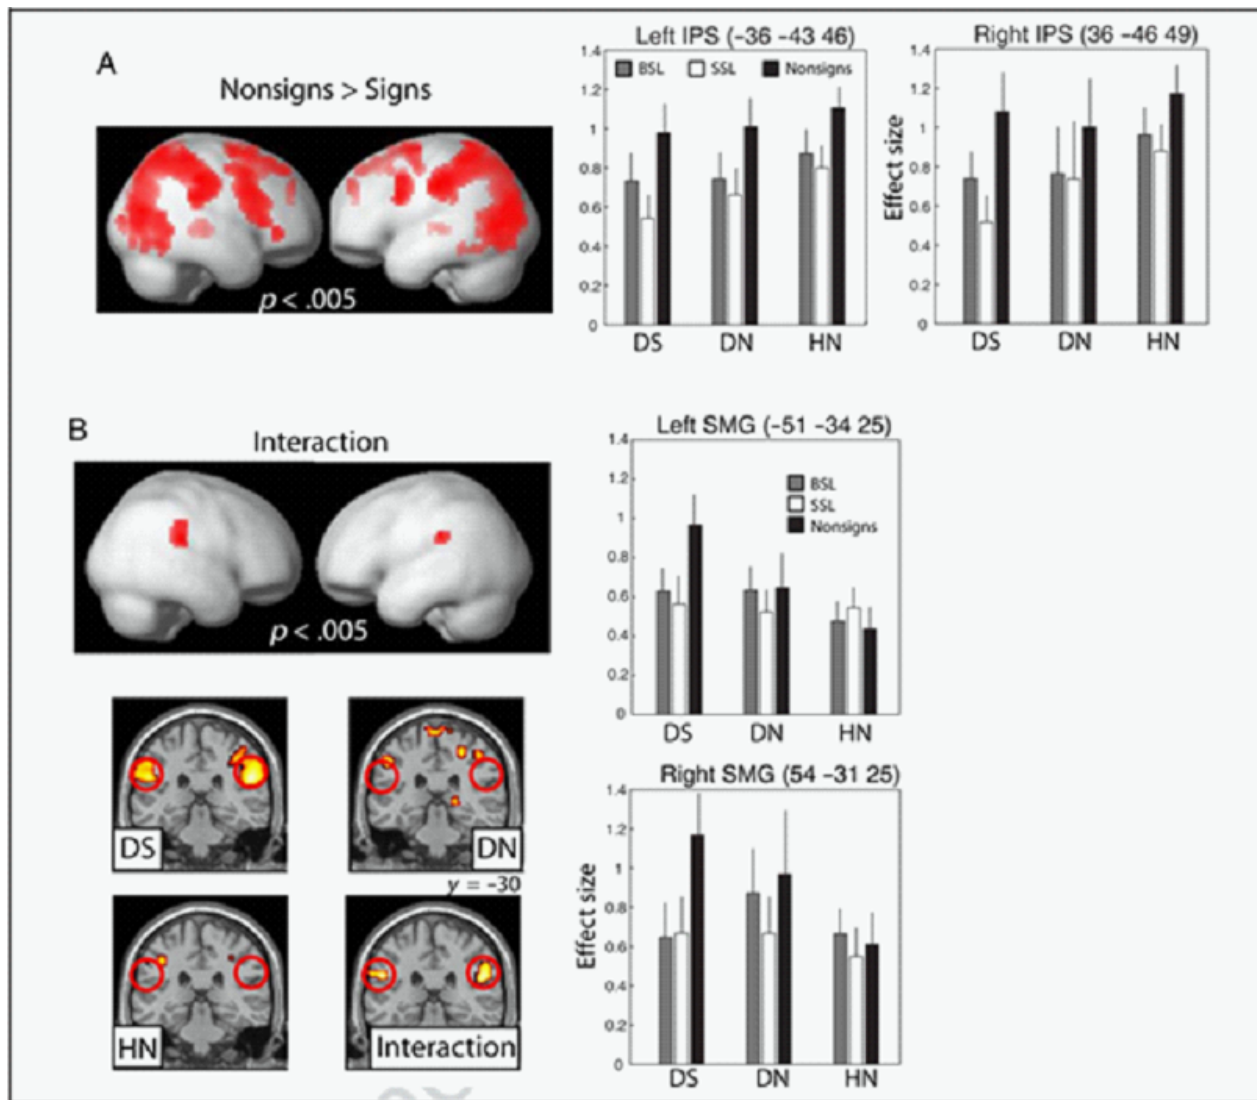 A
Nonsigns > Signs
p < .005
Left IPS (-36 -43 46)
1.4
1.2
1
0.8
0.6
0.4
0.2
0
BSL SSL Nonsigns
DS DN HN
Right IPS (36 -46 49)
Effect size
1.4
1.2
1
0.8
0.6
0.4
0.2
0
DS DN HN
B
Interaction
p < .005
Left SMG (-51 -34 25)
1.4
1.2
1
0.8
0.6
0.4
0.2
0
BSL
SSL
Nonsigns
DS DN HN
DS
DN
y = -30
HN
Interaction
Right SMG (54 -31 25)
Effect size
1.4
1.2
1
0.8
0.6
0.4
0.2
0
DS DN HN